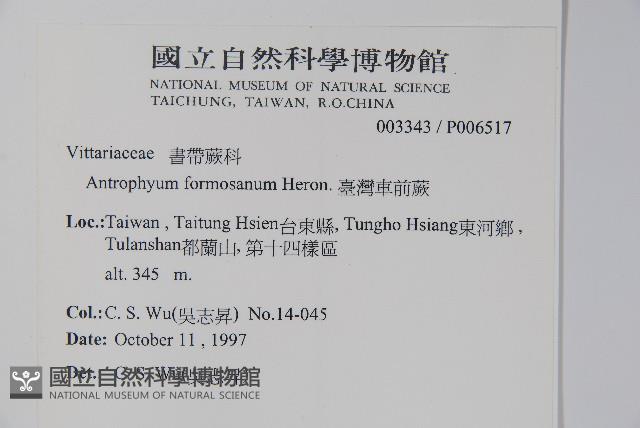 國立自然科學博物館
NATIONAL MUSEUM OF NATURAL SCIENCE
TAICHUNG, TAIWAN, R.O.CHINA
003343 / P006517
Vittariaceae 書帶蕨科
Antrophyum formosanum Heron. 臺灣車前蕨
Loc.:Taiwan , Taitung Hsien台東縣, Tungho Hsiang東河鄉 ,
Tulanshan都蘭山, 第十四樣區
alt. 345 m.
Col.: C. S. Wu(吳志昇) No.14-045
Date: October 11 , 1997
Det. C. S. Wu
國立自然科學博物館
NATIONAL MUSEUM OF NATURAL SCIENCE